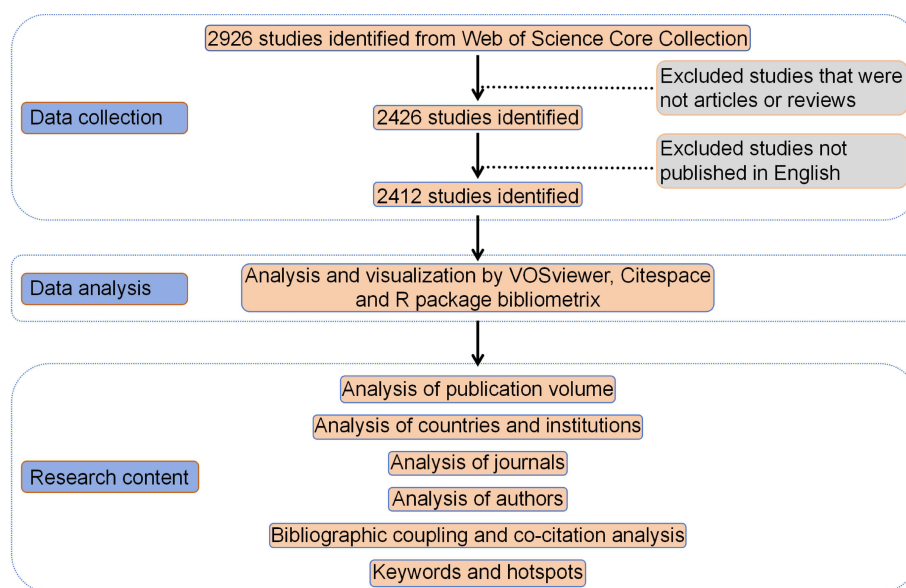 2926 studies identified from Web of Science Core Collection
Excluded studies that were
not articles or reviews
Data collection
2426 studies identified
Excluded studies not
published in English
2412 studies identified
Data analysis
Analysis and visualization by VOSviewer, Citespace
and R package bibliometrix
Analysis of publication volume
Analysis of countries and institutions
Analysis of journals
Research content
Analysis of authors
Bibliographic coupling and co-citation analysis
Keywords and hotspots